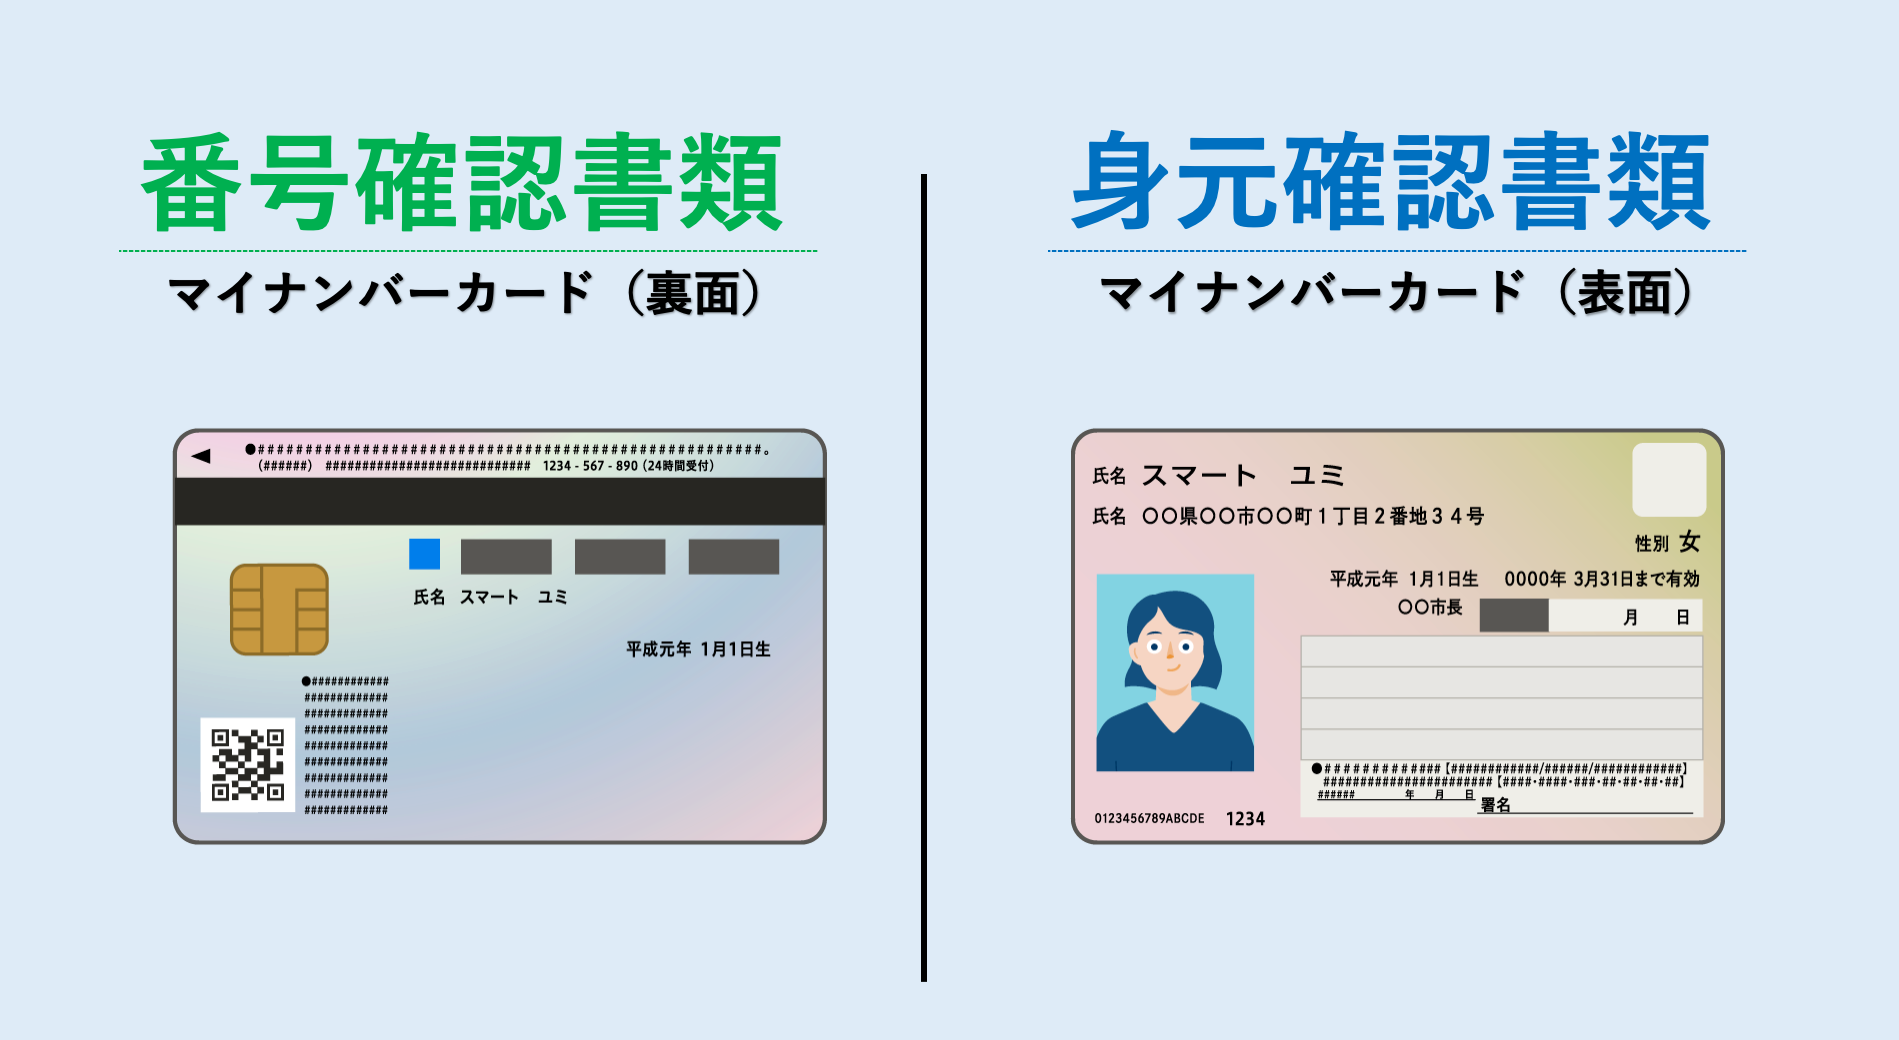 番号確認書類
マイナンバーカード（裏面）
●#####################################################。
(######) ############################ 1234 - 567 - 890 (24時間受付)
氏名 スマート ユミ
平成元年 1月1日生
●############
#############
#############
#############
#############
#############
#############
#############
#############
身元確認書類
マイナンバーカード（表面）
氏名 スマート ユミ
氏名 〇〇県〇〇市〇〇町１丁目２番地３４号
性別 女
平成元年 1月1日生 0000年 3月31日まで有効
〇〇市長
月 日
●#############【############/######/############】
#######################【####・####・###・##・##・##・##】
###### 年 月 日
署名
0123456789ABCDE 1234